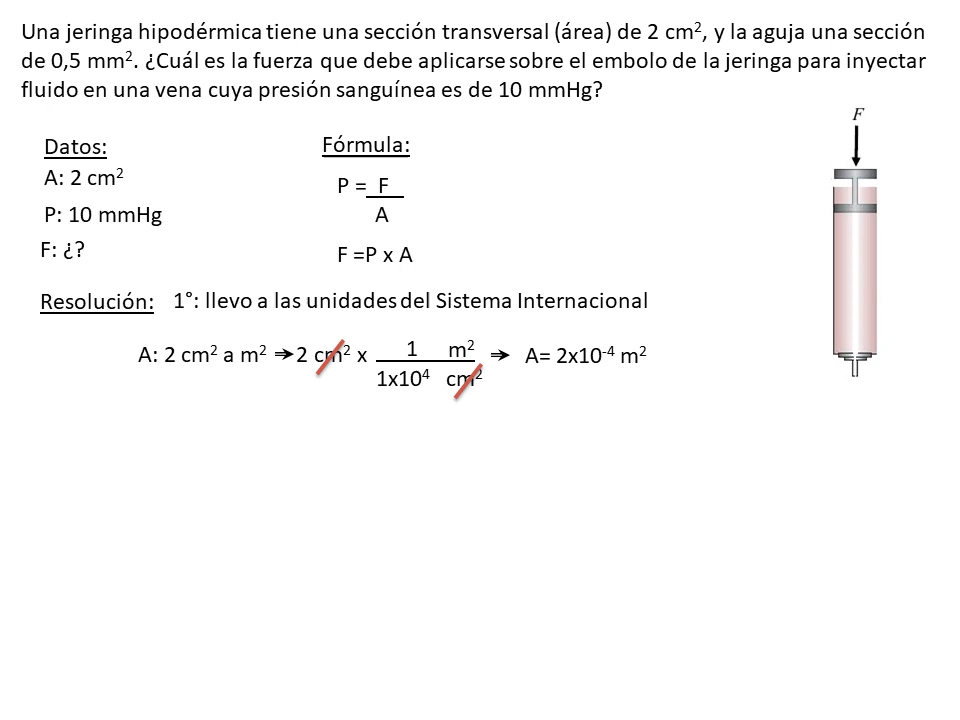 Una jeringa hipodérmica tiene una sección transversal (área) de 2 cm², y la aguja una sección
de 0,5 mm². ¿Cuál es la fuerza que debe aplicarse sobre el embolo de la jeringa para inyectar
fluido en una vena cuya presión sanguínea es de 10 mmHg?
F
Datos:
Fórmula:
A: 2 cm²
P = F
A
P: 10 mmHg
F: ¿?
F =P x A
Resolución: 1°: llevo a las unidades del Sistema Internacional
A: 2 cm² a m² ➔ 2 cm² x 1 m² ➔ A= 2x10⁻⁴ m²
1x10⁴ cm²